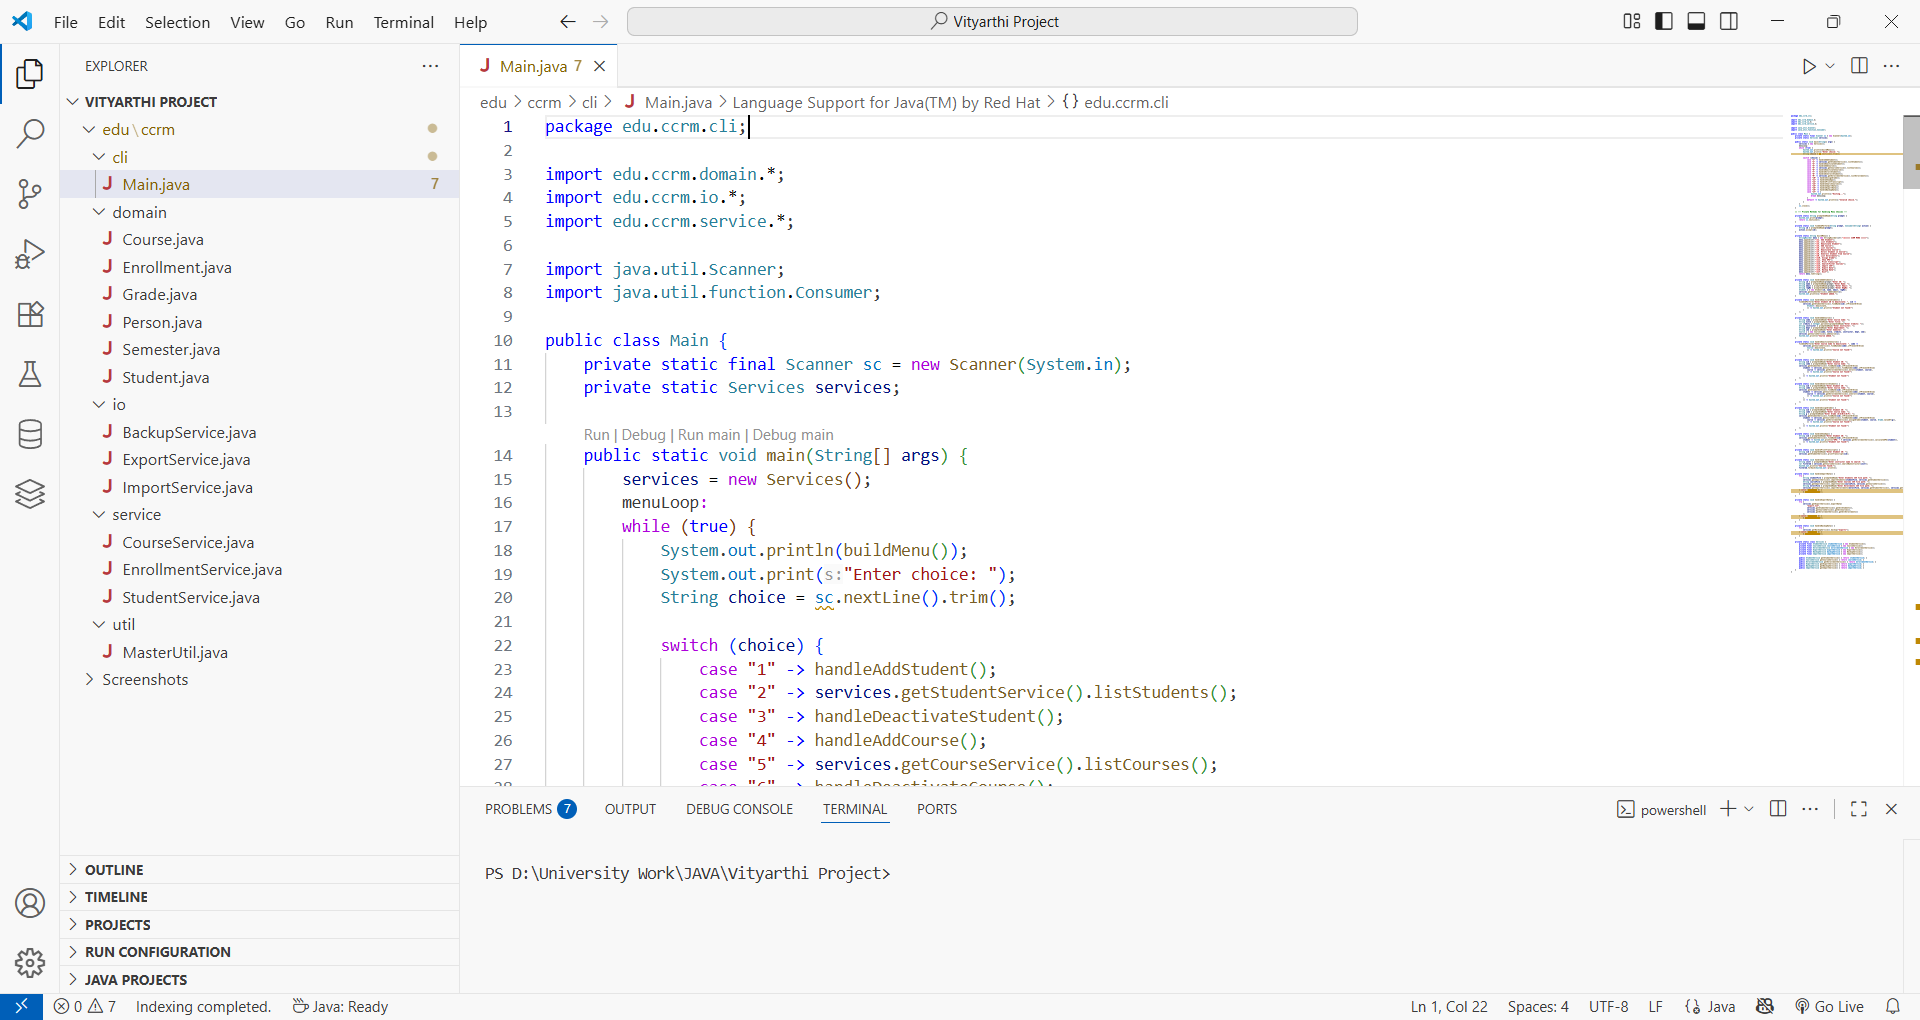 File Edit Selection View Go Run Terminal Help
Vityarthi Project
EXPLORER
VITYARTHI PROJECT
edu \ ccrm
cli
J Main.java 7
domain
J Course.java
J Enrollment.java
J Grade.java
J Person.java
J Semester.java
J Student.java
io
J BackupService.java
J ExportService.java
J ImportService.java
service
J CourseService.java
J EnrollmentService.java
J StudentService.java
util
J MasterUtil.java
Screenshots
OUTLINE
TIMELINE
PROJECTS
RUN CONFIGURATION
JAVA PROJECTS
J Main.java 7
edu > ccrm > cli > J Main.java > Language Support for Java(TM) by Red Hat > {} edu.ccrm.cli
1 package edu.ccrm.cli;
2
3 import edu.ccrm.domain.*;
4 import edu.ccrm.io.*;
5 import edu.ccrm.service.*;
6
7 import java.util.Scanner;
8 import java.util.function.Consumer;
9
10 public class Main {
11 private static final Scanner sc = new Scanner(System.in);
12 private static Services services;
13
Run | Debug | Run main | Debug main
14 public static void main(String[] args) {
15 services = new Services();
16 menuLoop:
17 while (true) {
18 System.out.println(buildMenu());
19 System.out.print(s:"Enter choice: ");
20 String choice = sc.nextLine().trim();
21
22 switch (choice) {
23 case "1" -> handleAddStudent();
24 case "2" -> services.getStudentService().listStudents();
25 case "3" -> handleDeactivateStudent();
26 case "4" -> handleAddCourse();
27 case "5" -> services.getCourseService().listCourses();
28 case "6" -> handleDeactivateCourse();
PROBLEMS 7 OUTPUT DEBUG CONSOLE TERMINAL PORTS
powershell
PS D:\University Work\JAVA\Vityarthi Project>
0 7 Indexing completed. Java: Ready
Ln 1, Col 22 Spaces: 4 UTF-8 LF {} Java Go Live